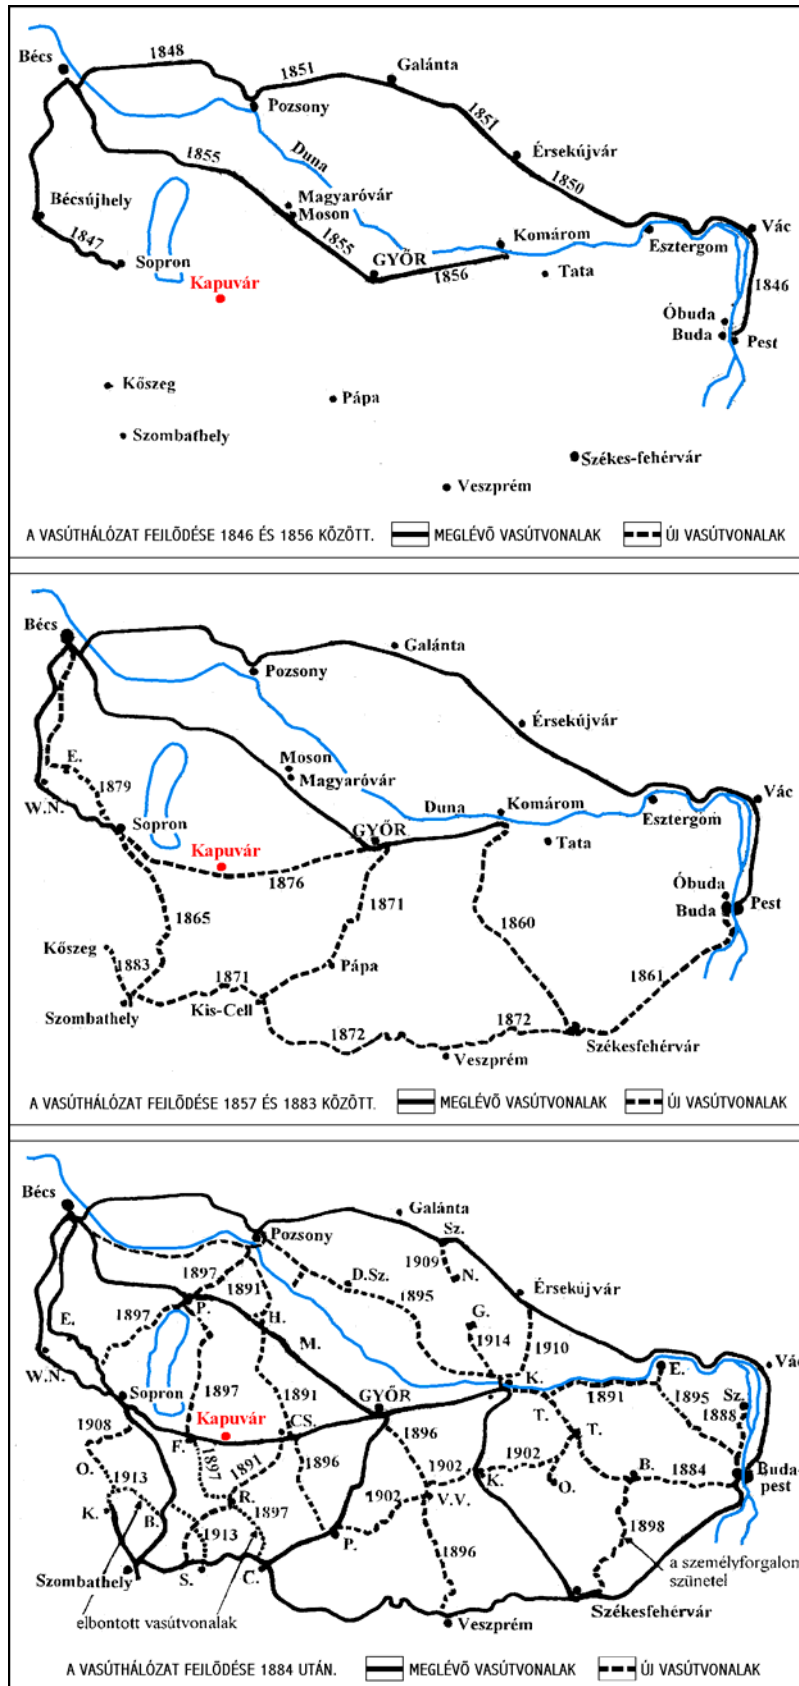 Bécs
1848
1851
Galánta
Pozsony
1851
Érsekújvár
1855
Duna
1850
Bécsújhely
Magyaróvár
Moson
1847
Sopron
1855
GYŐR
1856
Komárom
Tata
Esztergom
Vác
1846
Kapuvár
Óbuda
Buda
Pest
Kőszeg
Pápa
Szombathely
Székes-fehérvár
Veszprém
A VASÚTHÁLÓZAT FEJLŐDÉSE 1846 ÉS 1856 KÖZÖTT. MEGLÉVŐ VASÚTVONALAK ÚJ VASÚTVONALAK
Bécs
Galánta
Pozsony
Érsekújvár
E.
1879
W.N.
Moson
Magyaróvár
Duna
Komárom
Vác
Esztergom
Sopron
GYŐR
Tata
Kapuvár
1876
1871
Óbuda
Buda
Pest
1865
1860
Kőszeg
1883
1871
Pápa
1861
Szombathely
Kis-Cell
1872
1872
Veszprém
Székesfehérvár
A VASÚTHÁLÓZAT FEJLŐDÉSE 1857 ÉS 1883 KÖZÖTT. MEGLÉVŐ VASÚTVONALAK ÚJ VASÚTVONALAK
Bécs
Galánta
Pozsony
Sz.
1909
N.
D.Sz.
1895
Érsekújvár
1897
1891
1897
P.
H.
E.
M.
G.
1914
1910
W.N.
K.
E.
Vác
Sopron
1897
1891
GYŐR
1891
1895
Sz.
1888
Kapuvár
CS.
T.
T.
1908
F.
1896
1896
1902
1902
O.
1913
1897
1891
K.
O.
B.
1884
Buda-
pest
K.
B.
R.
1897
1902
V.V.
1913
P.
1896
1898
a személyforgalom
szünetel
Szombathely
S.
C.
Veszprém
Székesfehérvár
elbontott vasútvonalak
A VASÚTHÁLÓZAT FEJLŐDÉSE 1884 UTÁN. MEGLÉVŐ VASÚTVONALAK ÚJ VASÚTVONALAK